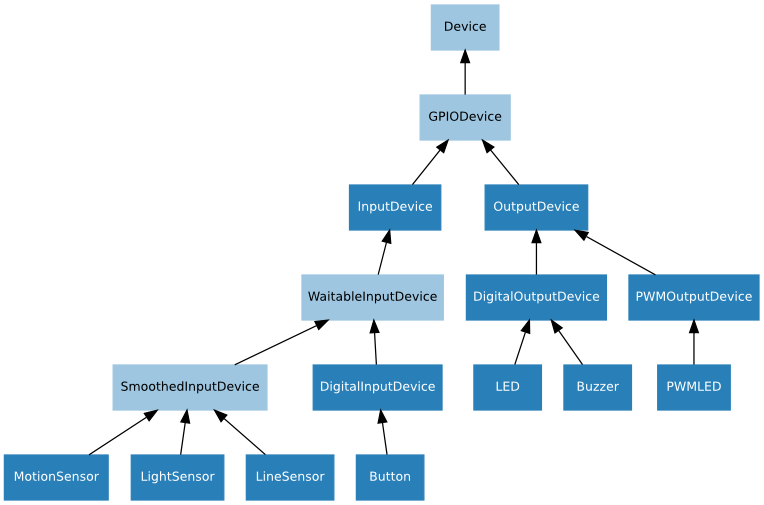 Device
GPIODevice
InputDevice
OutputDevice
WaitableInputDevice
DigitalOutputDevice
PWMOutputDevice
SmoothedInputDevice
DigitalInputDevice
LED
Buzzer
PWMLED
MotionSensor
LightSensor
LineSensor
Button